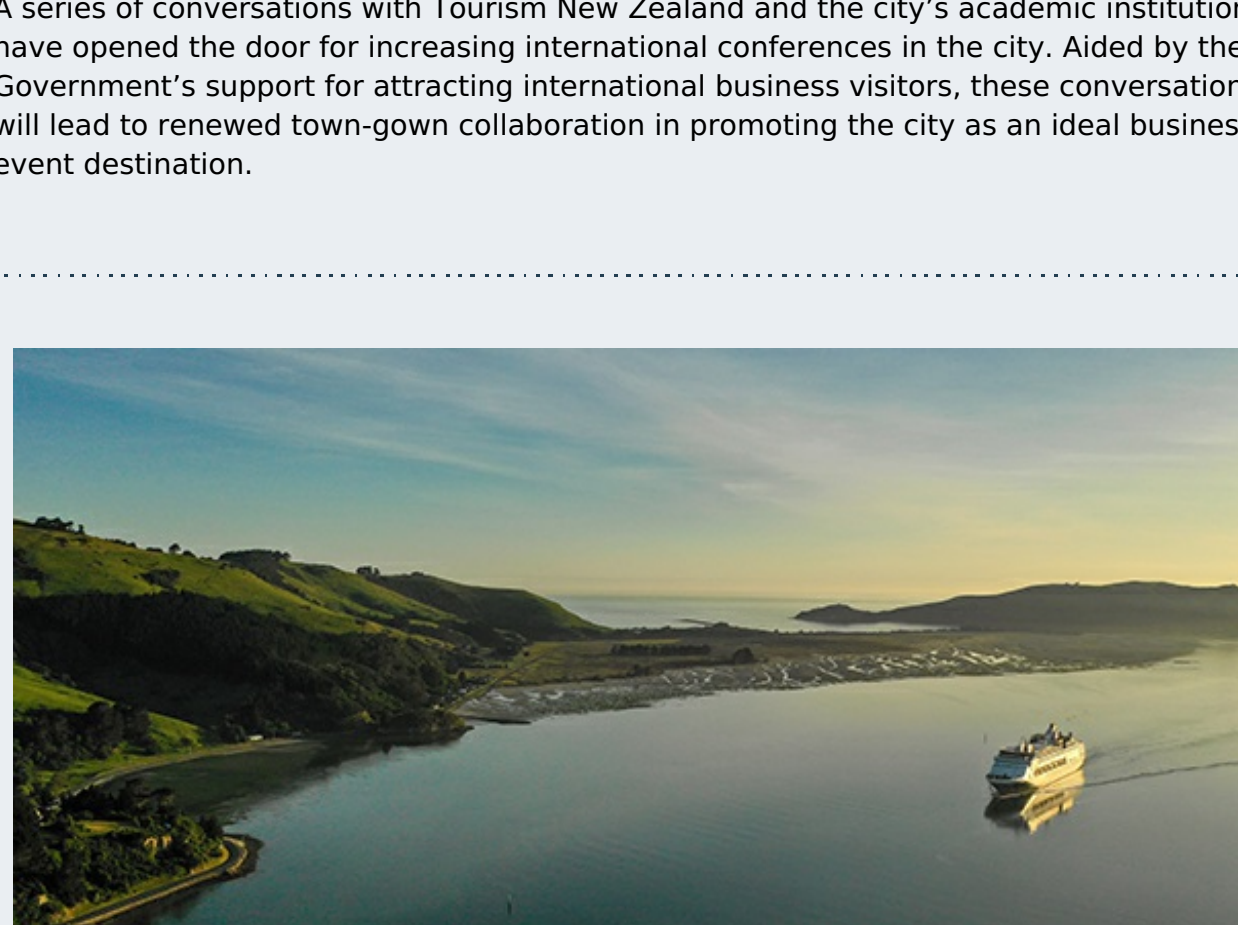 A series of conversations with Tourism New Zealand and the city’s academic institution
have opened the door for increasing international conferences in the city. Aided by the
Government’s support for attracting international business visitors, these conversation
will lead to renewed town-gown collaboration in promoting the city as an ideal busines
event destination.